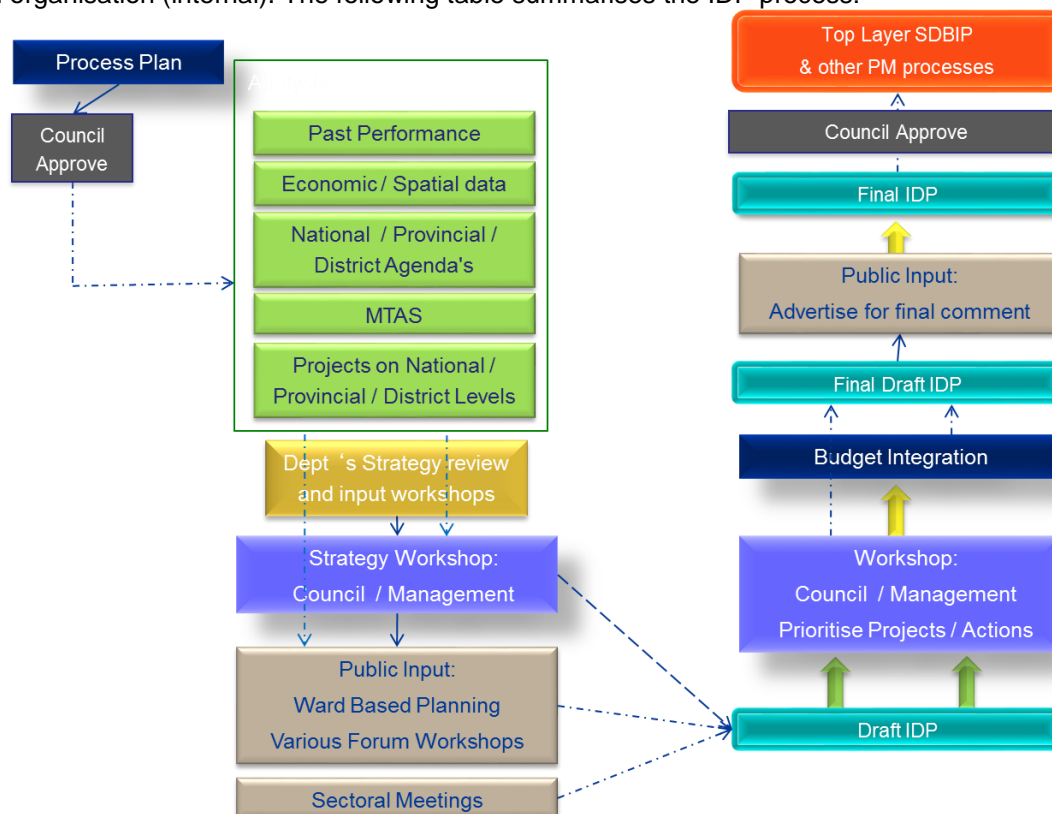 organisation (internal). The following table summarises the IDP process:
Process Plan
Council
Approve
Past Performance
Economic / Spatial data
National / Provincial /
District Agenda's
MTAS
Projects on National /
Provincial / District Levels
Dept ‘s Strategy review
and input workshops
Strategy Workshop:
Council / Management
Public Input:
Ward Based Planning
Various Forum Workshops
Sectoral Meetings
Top Layer SDBIP
& other PM processes
Council Approve
Final IDP
Public Input:
Advertise for final comment
Final Draft IDP
Budget Integration
Workshop:
Council / Management
Prioritise Projects / Actions
Draft IDP